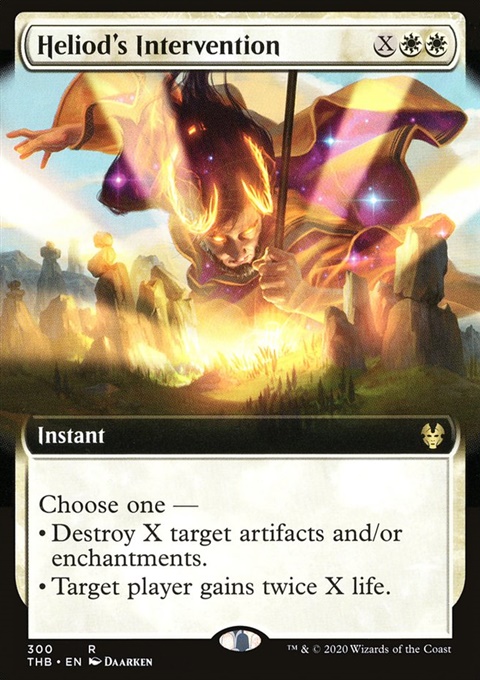 Heliod's Intervention X
Instant
Choose one —
• Destroy X target artifacts and/or
enchantments.
• Target player gains twice X life.
300 R ™ & © 2020 Wizards of the Coast
THB • EN Daarken